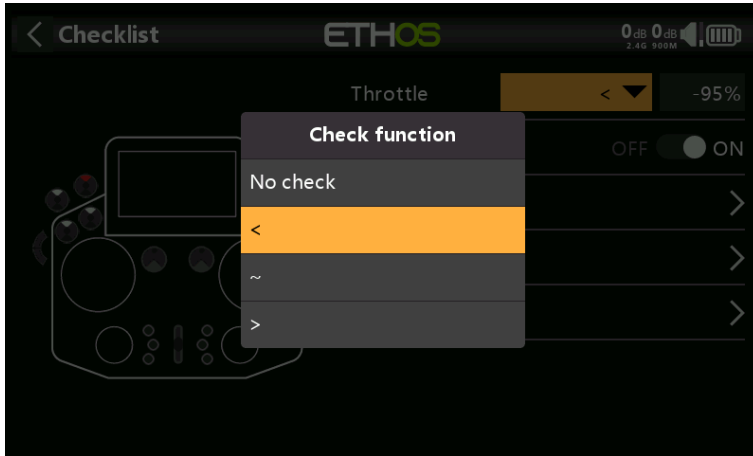 Checklist
ETHOS
0dB 0dB
2.4G 900M
Throttle
< -95%
Check function
OFF ON
No check
<
~
>